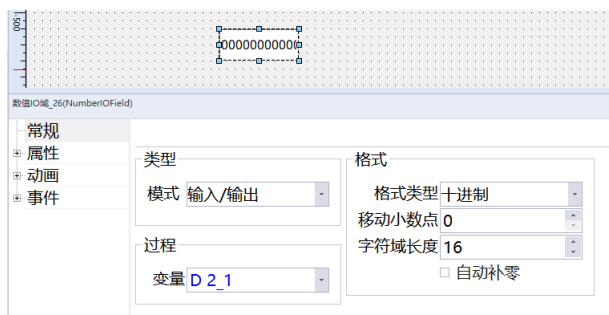 500
0000000000
数值IO域_26(NumberIOField)
常规
属性
动画
事件
类型
模式 输入/输出
过程
变量 D 2_1
格式
格式类型 十进制
移动小数点 0
字符域长度 16
自动补零